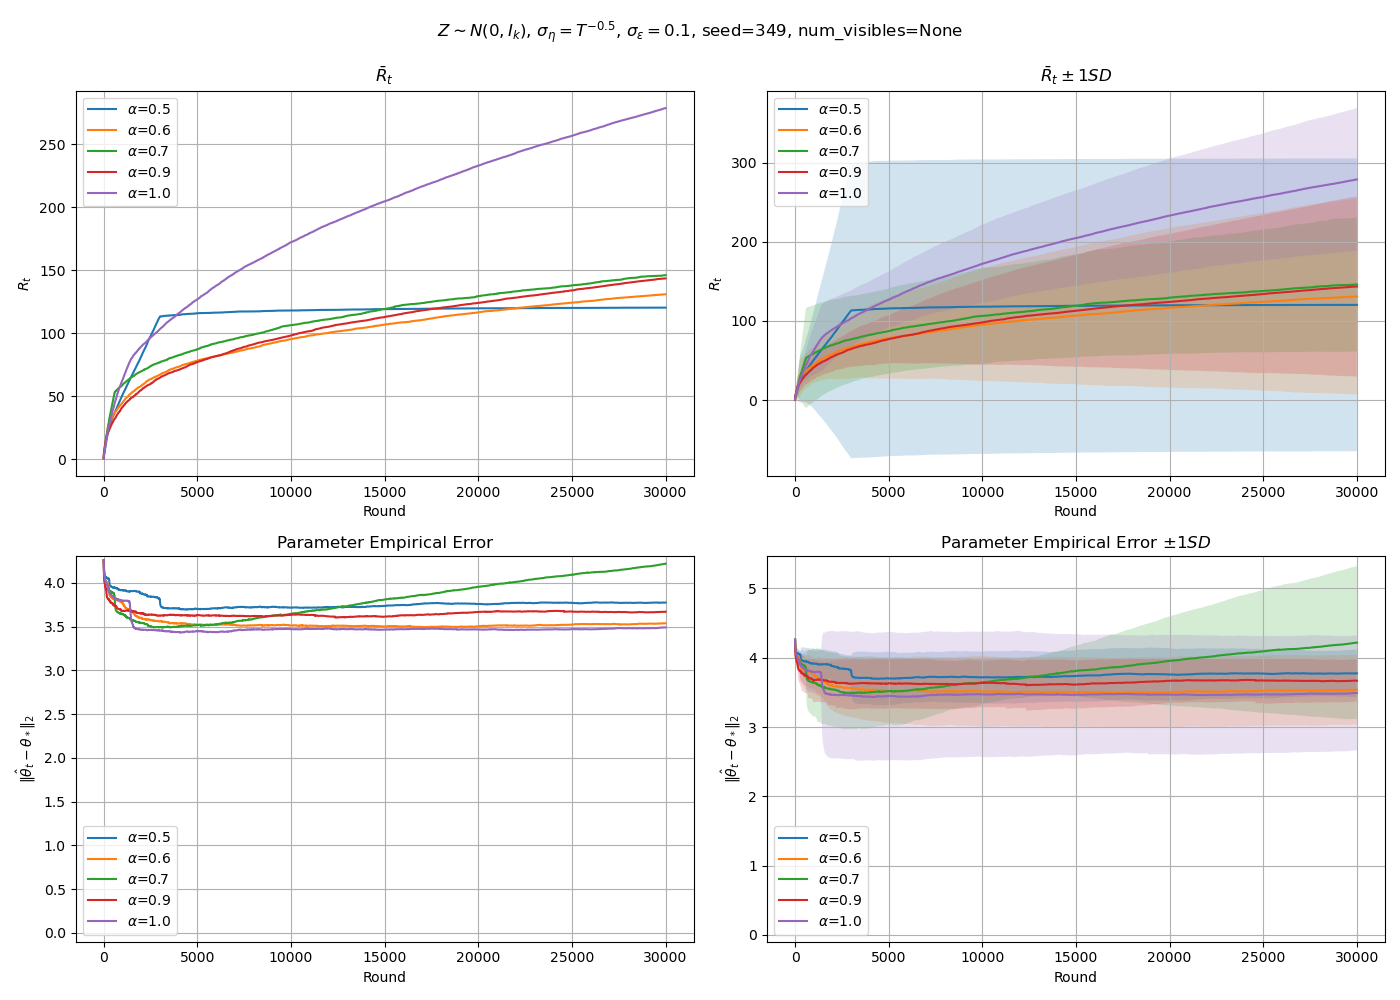 Z ∼ N(0, I_k), σ_η = T^{−0.5}, σ_ε = 0.1, seed=349, num_visibles=None
R̄_t
R_t
250
200
150
100
50
0
0 5000 10000 15000 20000 25000 30000
Round
α=0.5
α=0.6
α=0.7
α=0.9
α=1.0
R̄_t ± 1SD
R_t
300
200
100
0
0 5000 10000 15000 20000 25000 30000
Round
α=0.5
α=0.6
α=0.7
α=0.9
α=1.0
Parameter Empirical Error
‖θ̂_t − θ_*‖_2
4.0
3.5
3.0
2.5
2.0
1.5
1.0
0.5
0.0
α=0.5
α=0.6
α=0.7
α=0.9
α=1.0
0 5000 10000 15000 20000 25000 30000
Round
Parameter Empirical Error ±1SD
‖θ̂_t − θ_*‖_2
5
4
3
2
1
0
α=0.5
α=0.6
α=0.7
α=0.9
α=1.0
0 5000 10000 15000 20000 25000 30000
Round